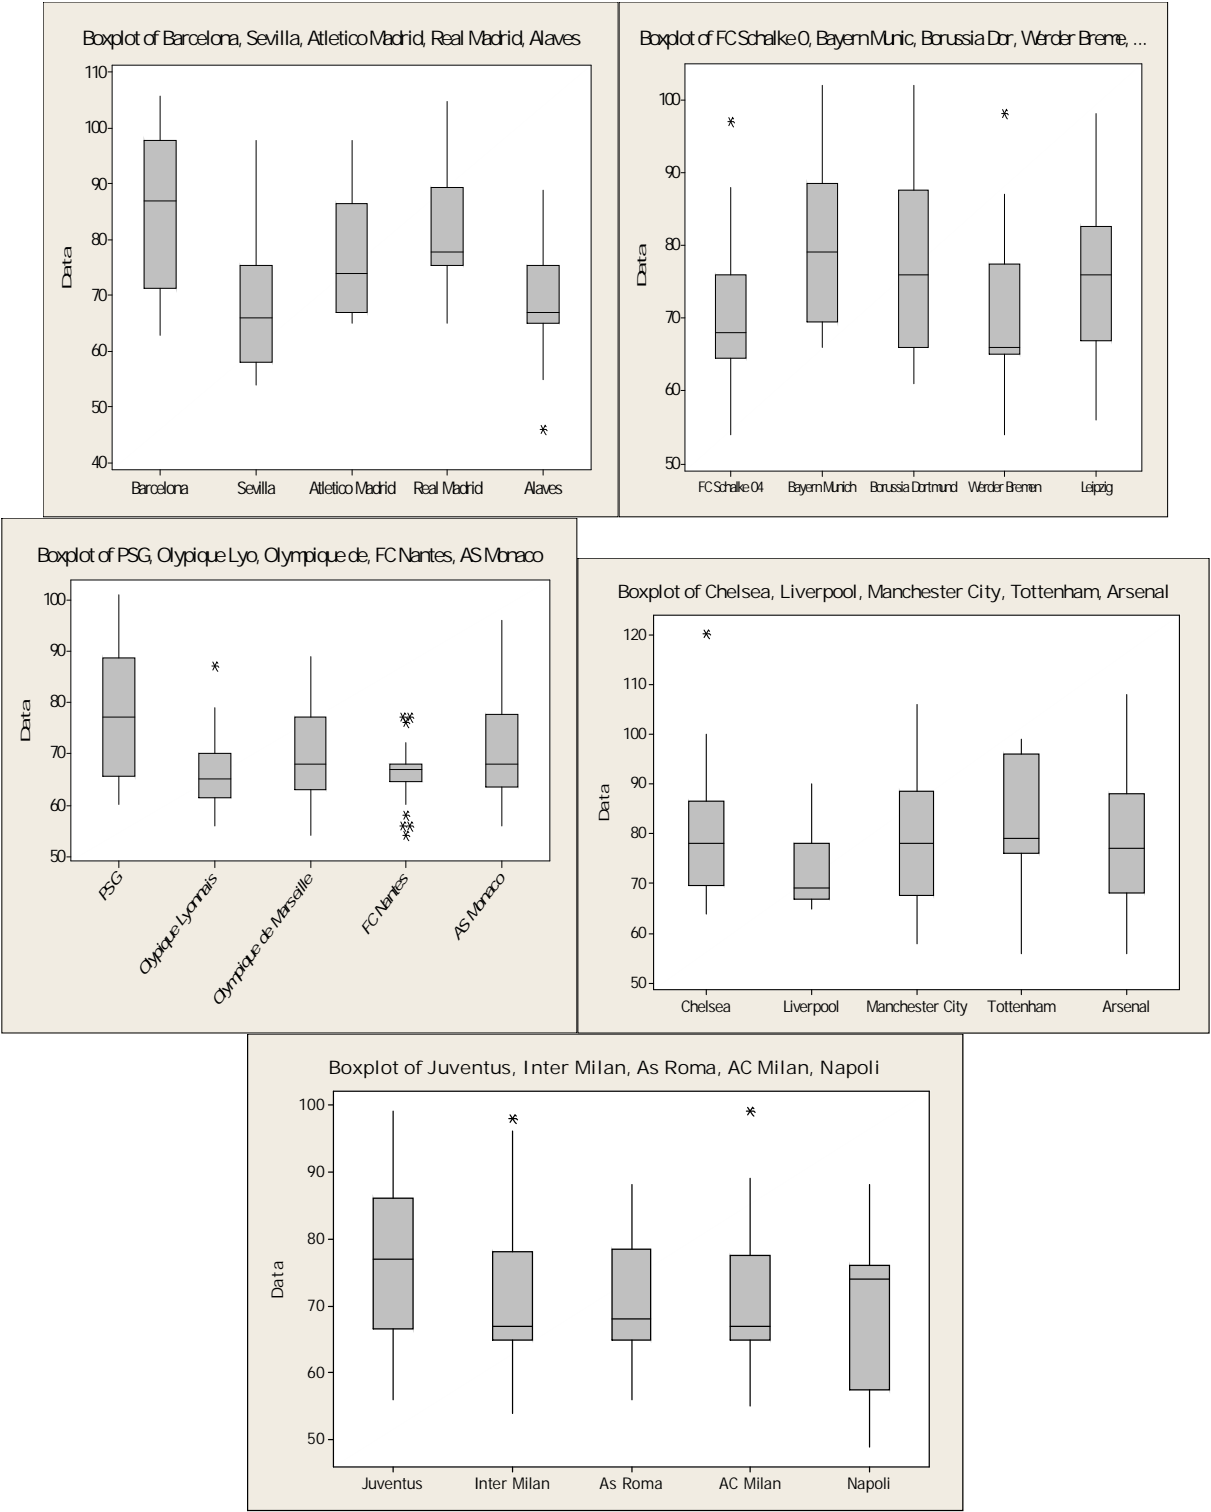 Boxplot of Barcelona, Sevilla, Atletico Madrid, Real Madrid, Alaves
110
100
90
80
70
60
50
40
Data
Barcelona Sevilla Atletico Madrid Real Madrid Alaves
Boxplot of FC Schalke 0, Bayern Munic, Borussia Dor, Werder Breme, ...
100
90
80
70
60
50
Data
FC Schalke 04 Bayern Munich Borussia Dortmund Werder Bremen Leipzig
Boxplot of PSG, Olypique Lyo, Olympique de, FC Nantes, AS Monaco
100
90
80
70
60
50
Data
PSG
Olypique Lyonnais
Olympique de Marseille
FC Nantes
AS Monaco
Boxplot of Chelsea, Liverpool, Manchester City, Tottenham, Arsenal
120
110
100
90
80
70
60
50
Data
Chelsea Liverpool Manchester City Tottenham Arsenal
Boxplot of Juventus, Inter Milan, As Roma, AC Milan, Napoli
100
90
80
70
60
50
Data
Juventus Inter Milan As Roma AC Milan Napoli